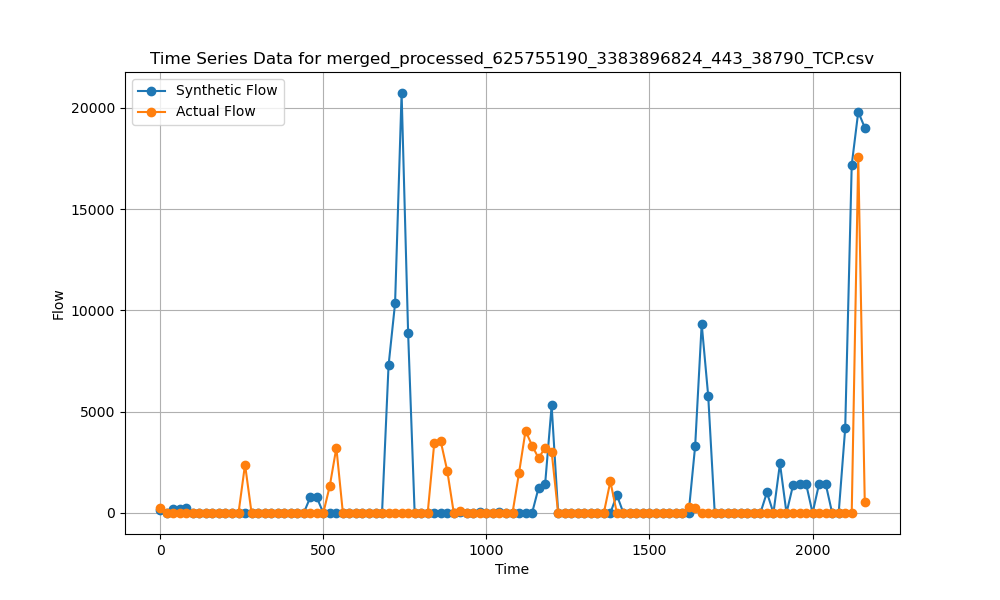 Time Series Data for merged_processed_625755190_3383896824_443_38790_TCP.csv
Synthetic Flow
Actual Flow
20000
15000
10000
5000
0
Flow
0 500 1000 1500 2000
Time